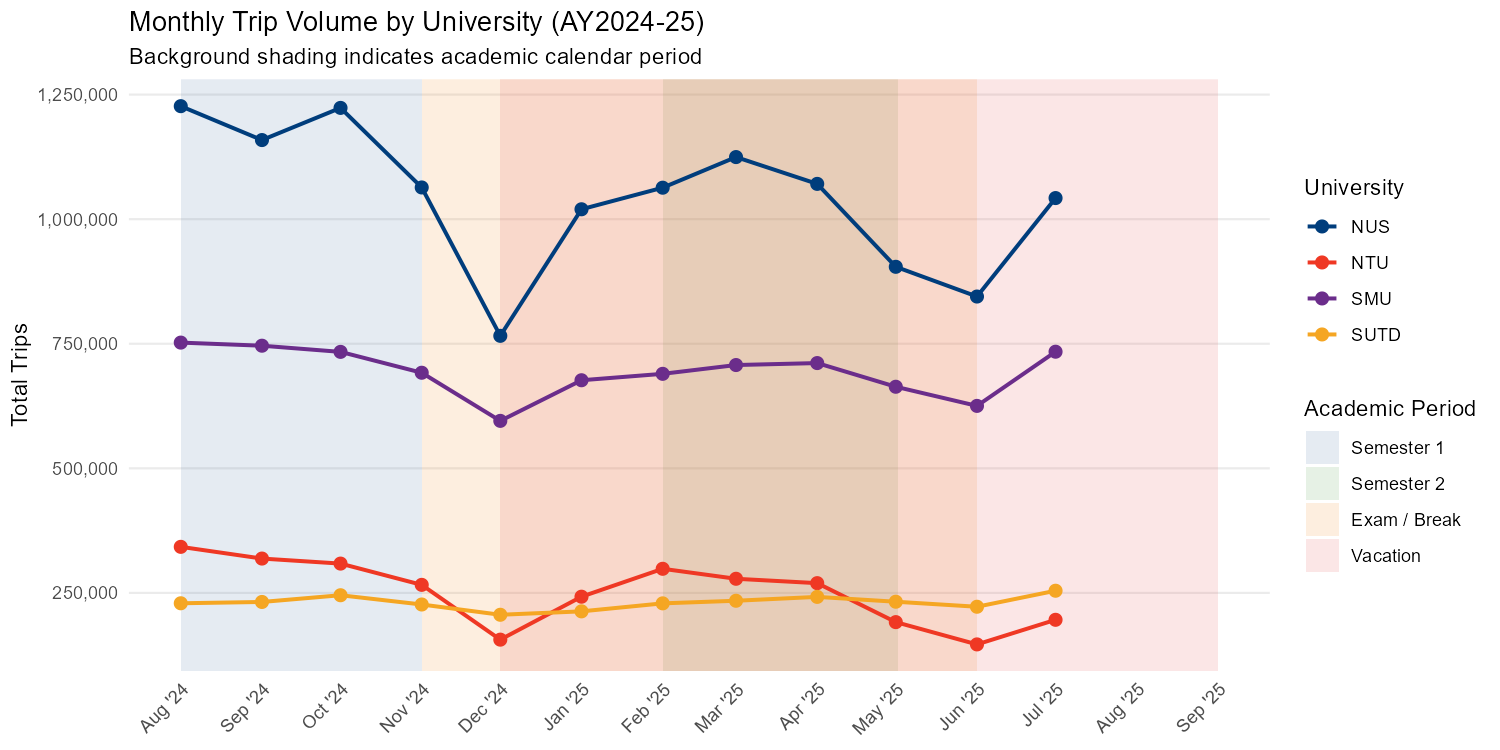 Monthly Trip Volume by University (AY2024-25)
Background shading indicates academic calendar period
Total Trips
1,250,000
1,000,000
750,000
500,000
250,000
Aug '24
Sep '24
Oct '24
Nov '24
Dec '24
Jan '25
Feb '25
Mar '25
Apr '25
May '25
Jun '25
Jul '25
Aug '25
Sep '25
University
NUS
NTU
SMU
SUTD
Academic Period
Semester 1
Semester 2
Exam / Break
Vacation